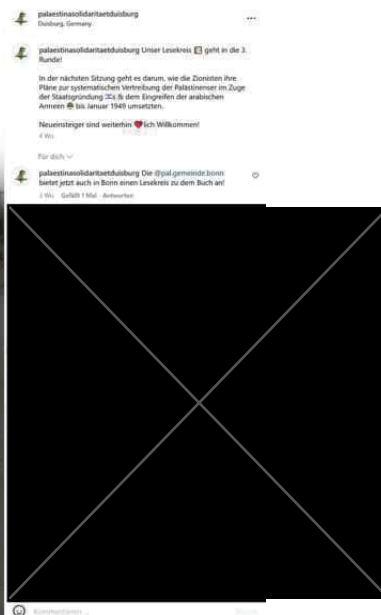 palaestinasolidaritaetduisburg
Duisburg, Germany
palaestinasolidaritaetduisburg Unser Lesekreis geht in die 3.
Runde!
In der nächsten Sitzung geht es darum, wie die Zionisten ihre
Pläne zur systematischen Vertreibung der Palästinenser im Zuge
der Staatsgründung 🇮🇱s & dem Eingreifen der arabischen
Armeen bis Januar 1949 umsetzten.
Neueinsteiger sind weiterhin ❤️lich Willkommen!
4 Wo.
Für dich
palaestinasolidaritaetduisburg Die @pal.gemeinde.bonn
bietet jetzt auch in Bonn einen Lesekreis zu dem Buch an!
3 Wo. Gefällt 1 Mal Antworten
Kommentieren ...